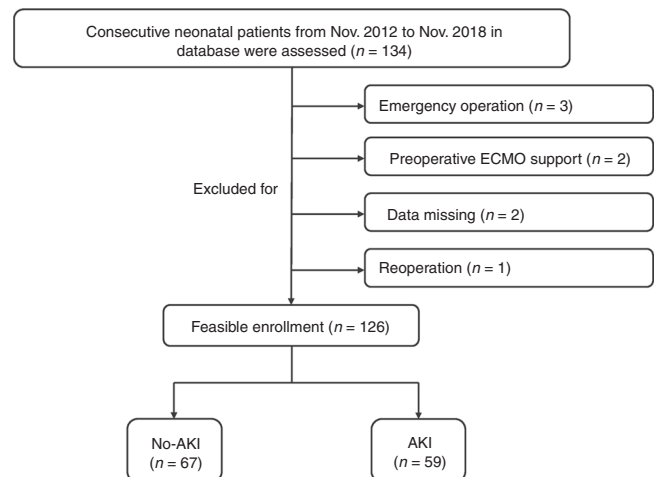 Consecutive neonatal patients from Nov. 2012 to Nov. 2018 in
database were assessed (n = 134)
Emergency operation (n = 3)
Preoperative ECMO support (n = 2)
Excluded for
Data missing (n = 2)
Reoperation (n = 1)
Feasible enrollment (n = 126)
No-AKI
(n = 67)
AKI
(n = 59)